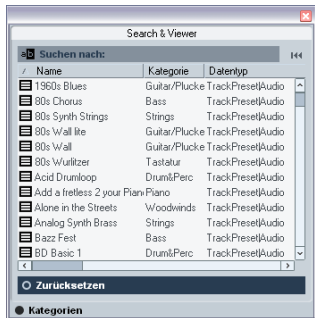 Search & Viewer
ab Suchen nach:
/ Name Kategorie Datentyp
1960s Blues Guitar/Plucke TrackPreset|Audio
80s Chorus Bass TrackPreset|Audio
80s Synth Strings Strings TrackPreset|Audio
80s Wall lite Guitar/Plucke TrackPreset|Audio
80s Wall Guitar/Plucke TrackPreset|Audio
80s Wurlitzer Tastatur TrackPreset|Audio
Acid Drumloop Drum&Perc TrackPreset|Audio
Add a fretless 2 your Pian Piano TrackPreset|Audio
Alone in the Streets Woodwinds TrackPreset|Audio
Analog Synth Brass Strings TrackPreset|Audio
Bazz Fest Bass TrackPreset|Audio
BD Basic 1 Drum&Perc TrackPreset|Audio
Zurücksetzen
Kategorien